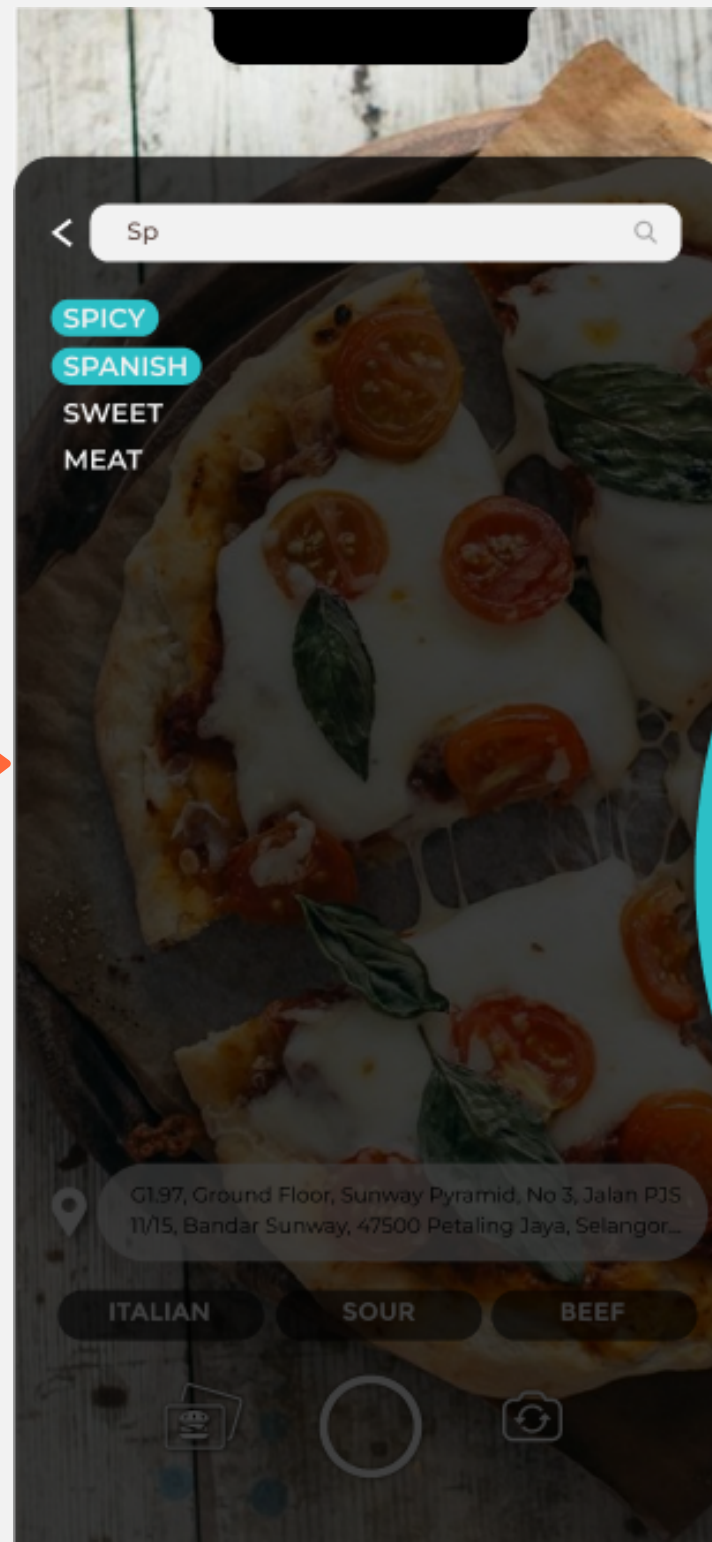 Sp
SPICY
SPANISH
SWEET
MEAT
G1.97, Ground Floor, Sunway Pyramid, No 3, Jalan PJS
11/15, Bandar Sunway, 47500 Petaling Jaya, Selangor...
ITALIAN SOUR BEEF